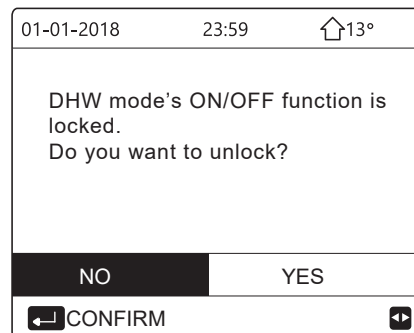 01-01-2018 23:59 13°
DHW mode's ON/OFF function is
locked.
Do you want to unlock?
NO YES
CONFIRM